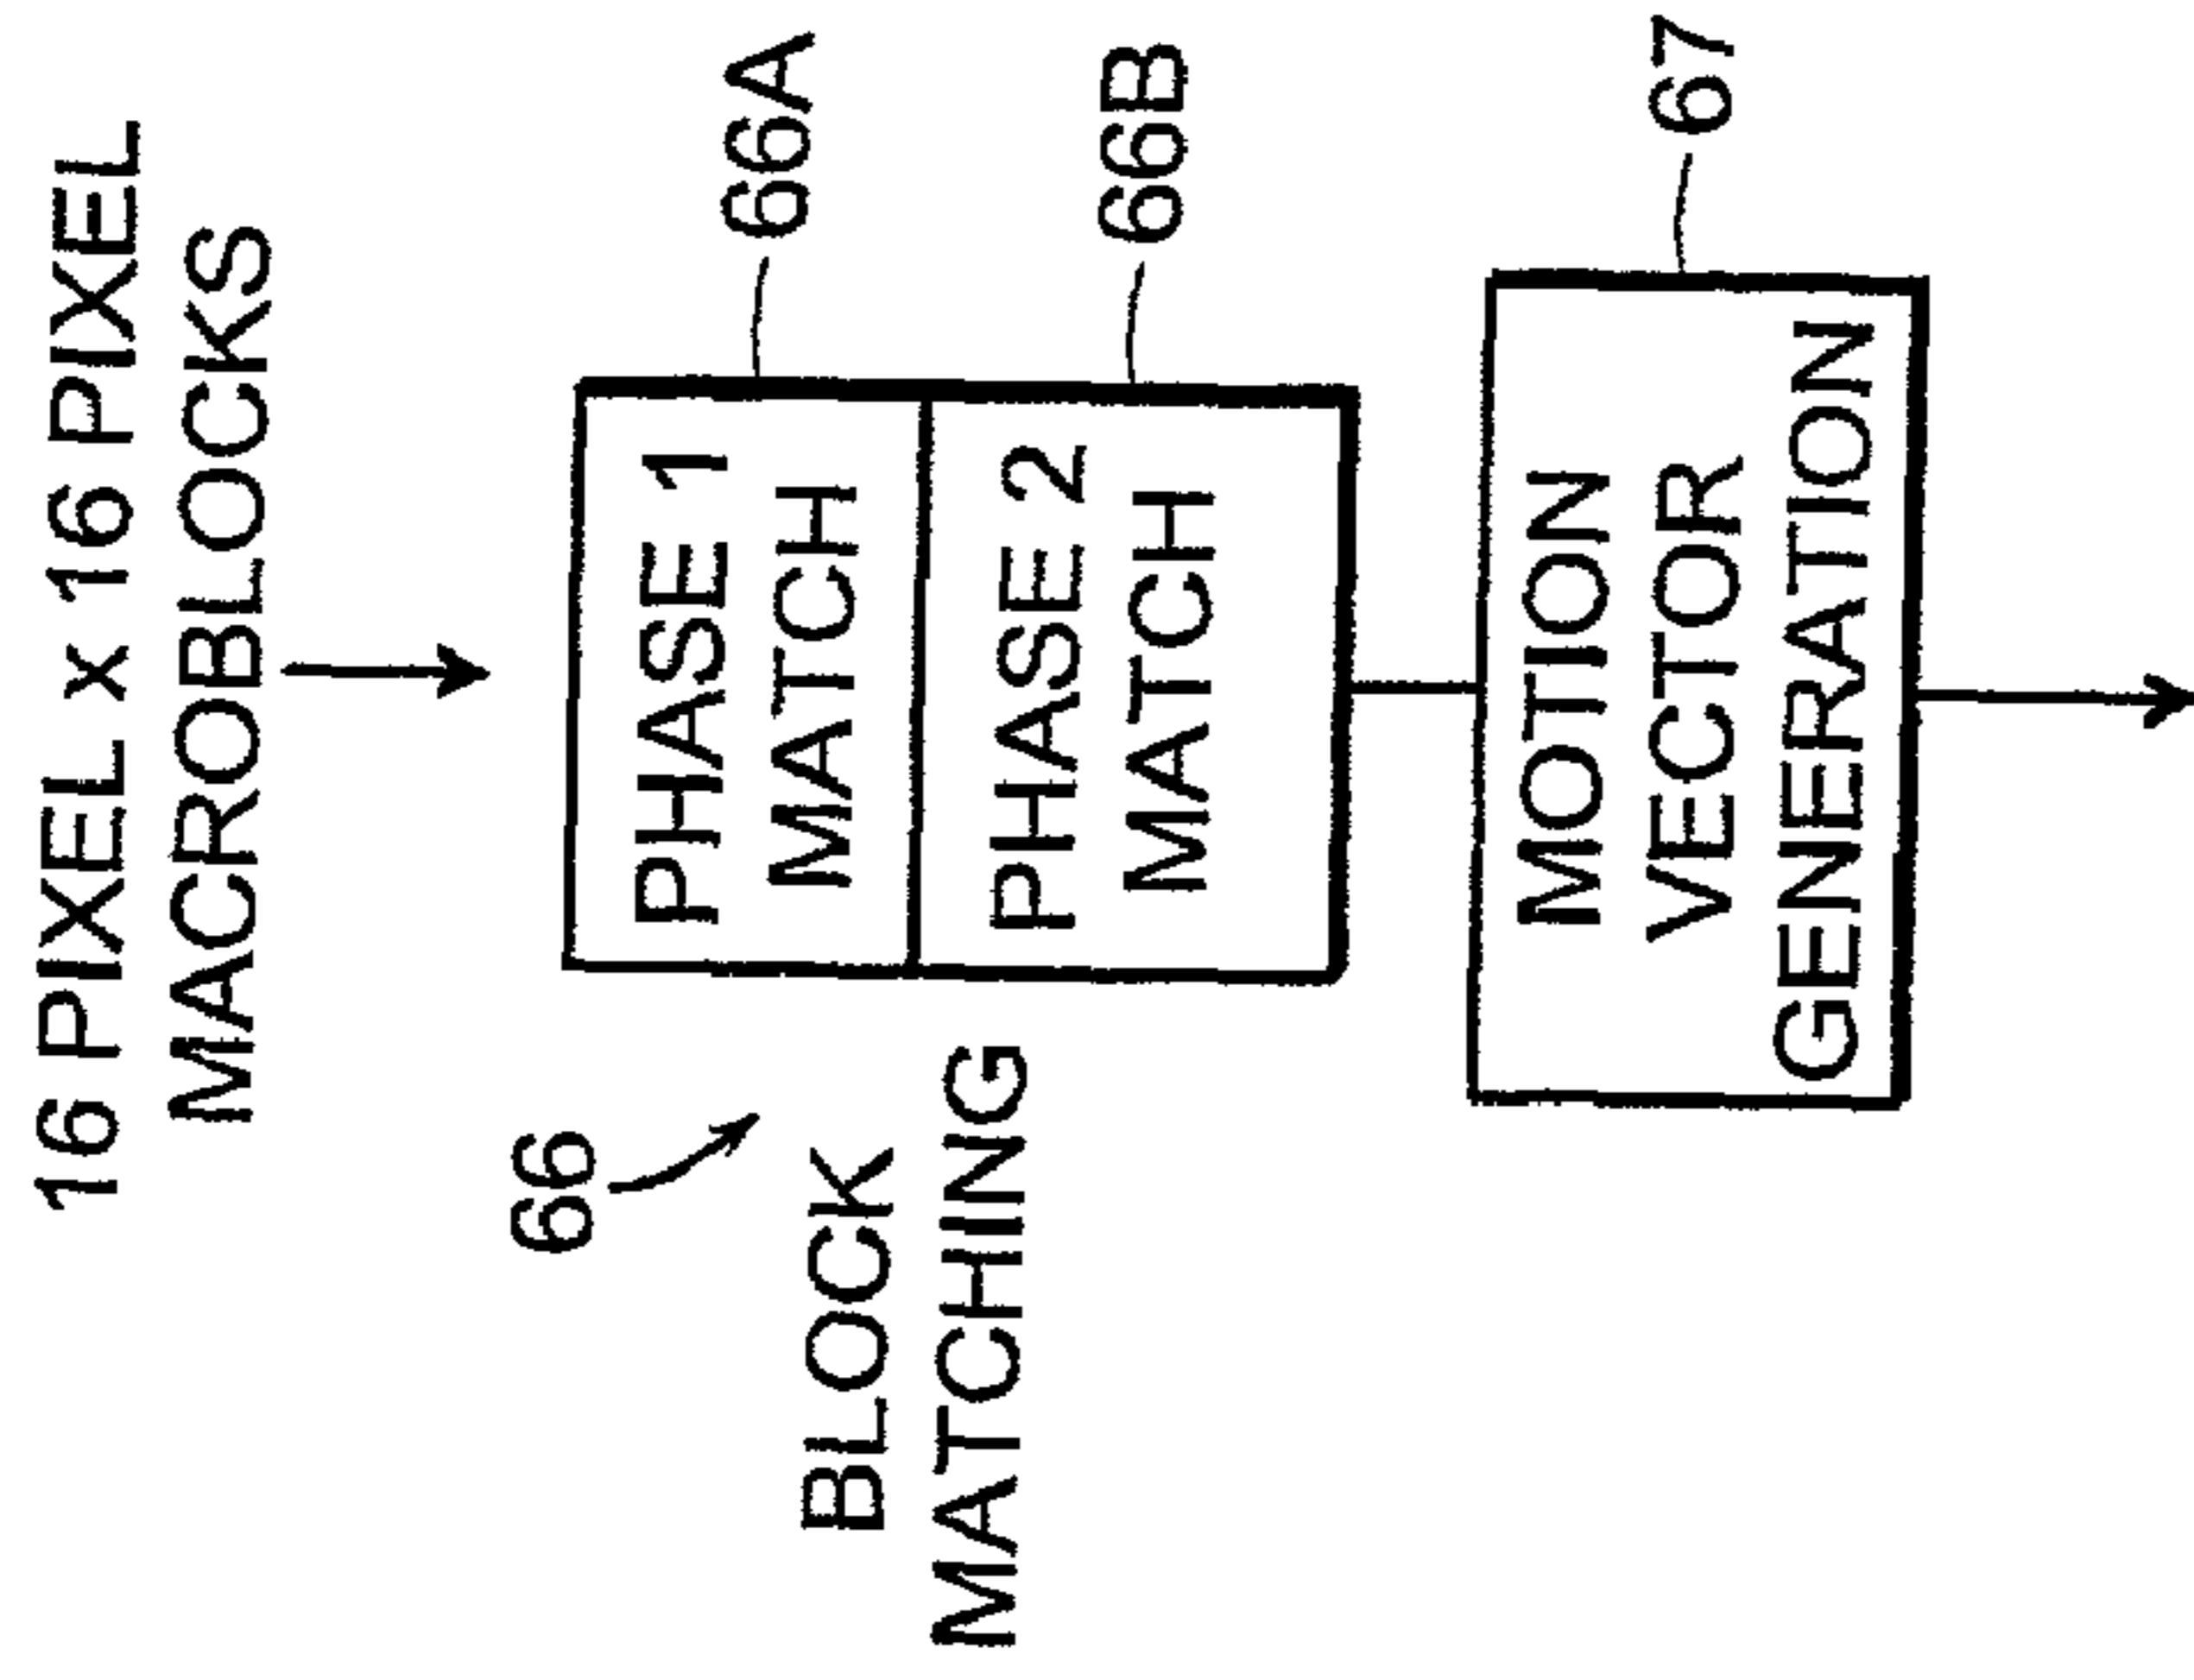 16 PIXEL x 16 PIXEL
MACROBLOCKS
66
BLOCK
MATCHING
PHASE 1
MATCH
66A
PHASE 2
MATCH
66B
MOTION
VECTOR
GENERATION
67